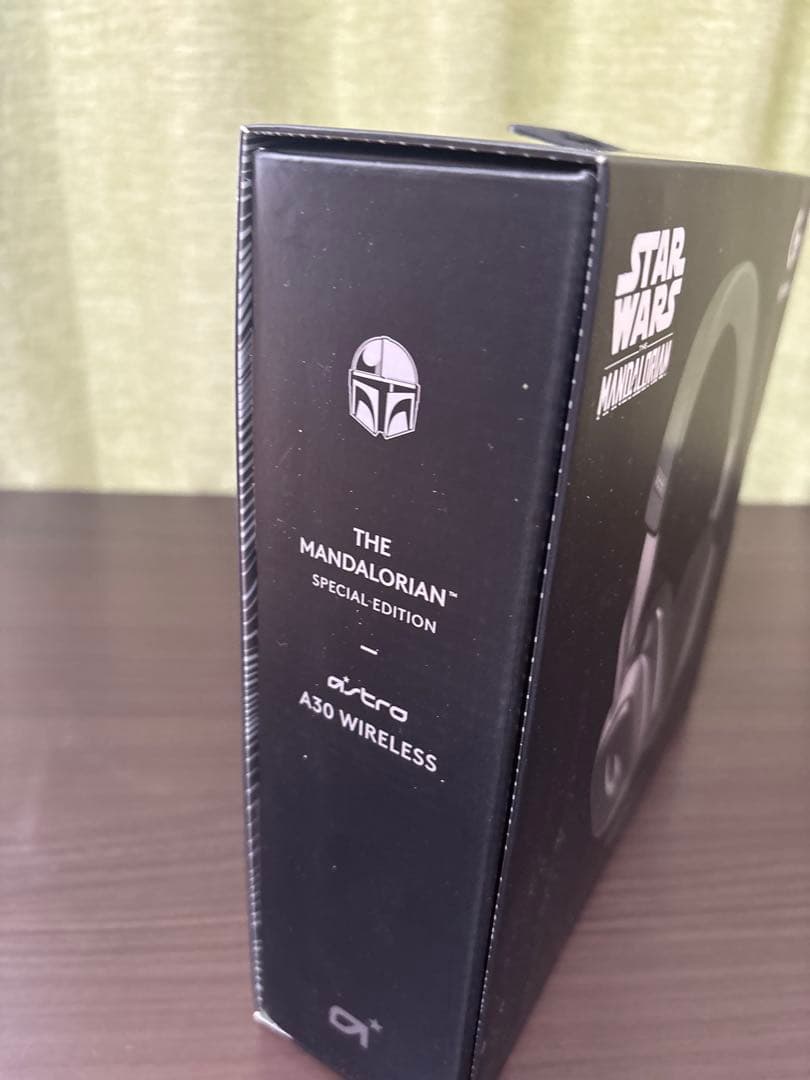 THE
MANDALORIAN™
SPECIAL EDITION
–
astro
A30 WIRELESS
STAR
WARS
THE
MANDALORIAN